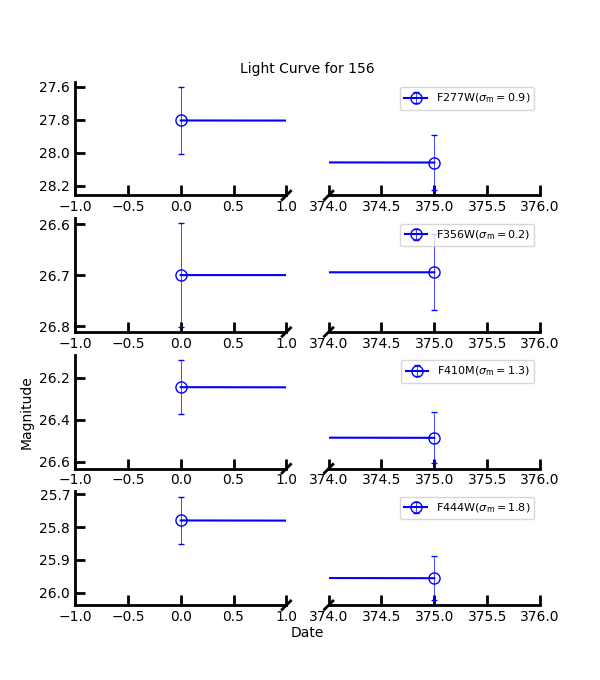 Light Curve for 156
27.6
27.8
28.0
28.2
F277W(σm = 0.9)
−1.0 −0.5 0.0 0.5 1.0 374.0 374.5 375.0 375.5 376.0
26.6
26.7
26.8
F356W(σm = 0.2)
−1.0 −0.5 0.0 0.5 1.0 374.0 374.5 375.0 375.5 376.0
26.2
26.4
26.6
F410M(σm = 1.3)
−1.0 −0.5 0.0 0.5 1.0 374.0 374.5 375.0 375.5 376.0
Magnitude
25.7
25.8
25.9
26.0
F444W(σm = 1.8)
−1.0 −0.5 0.0 0.5 1.0 374.0 374.5 375.0 375.5 376.0
Date